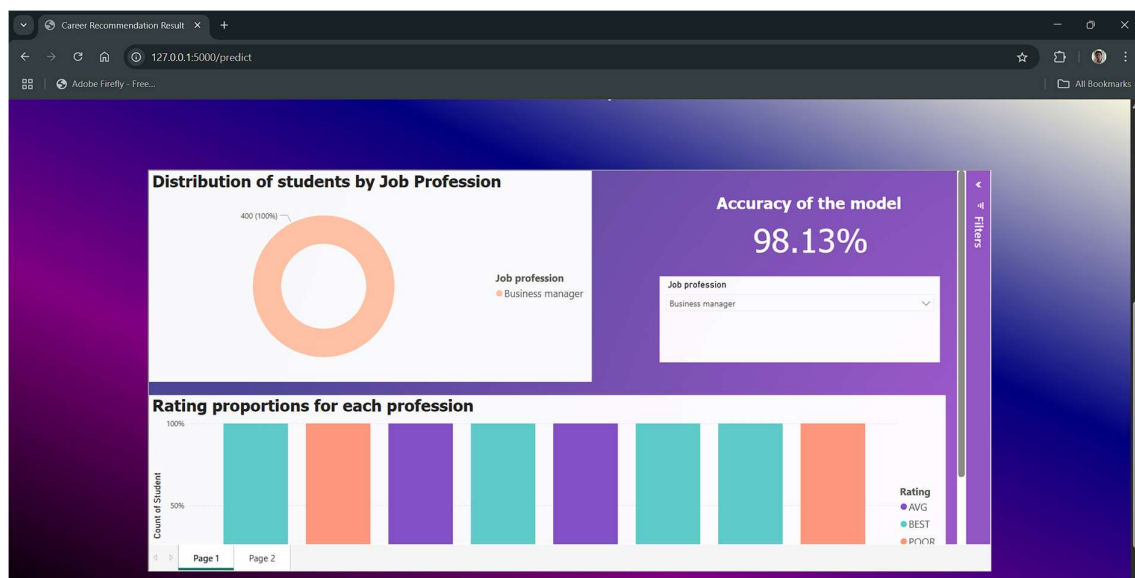 Career Recommendation Result
127.0.0.1:5000/predict
Adobe Firefly - Free...
All Bookmarks
Distribution of students by Job Profession
400 (100%)
Job profession
Business manager
Accuracy of the model
98.13%
Job profession
Business manager
Filters
Rating proportions for each profession
100%
50%
Count of Student
Rating
AVG
BEST
POOR
Page 1
Page 2